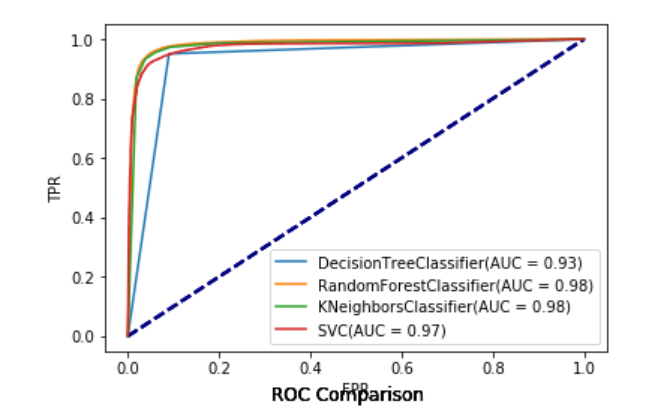 1.0
0.8
0.6
0.4
0.2
0.0
TPR
DecisionTreeClassifier(AUC = 0.93)
RandomForestClassifier(AUC = 0.98)
KNeighborsClassifier(AUC = 0.98)
SVC(AUC = 0.97)
0.0 0.2 0.4 0.6 0.8 1.0
FPR
ROC Comparison